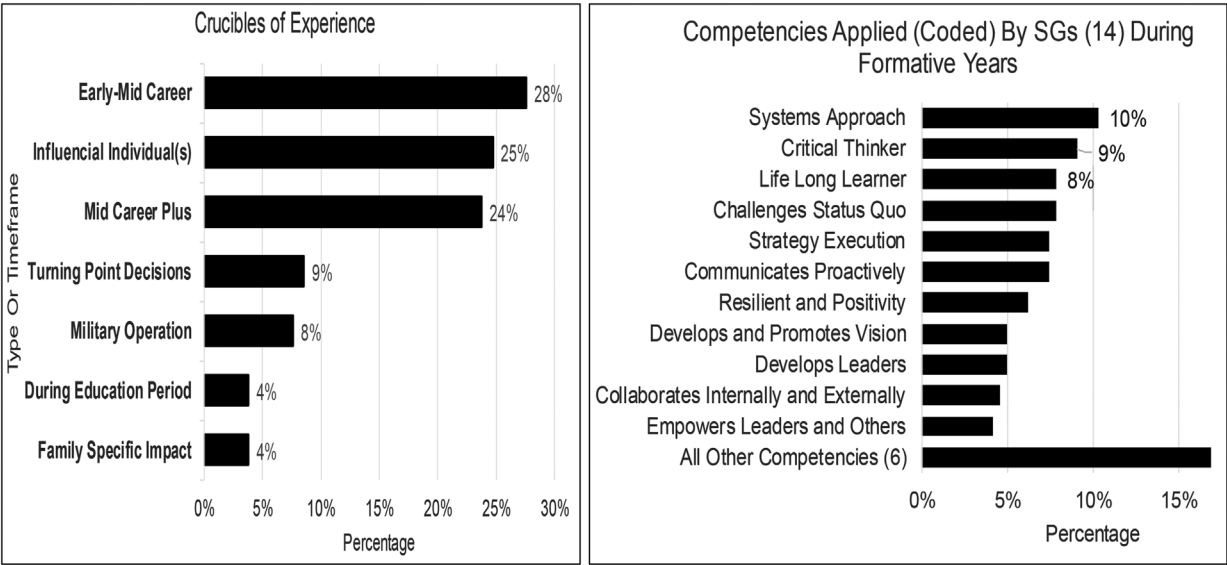 Crucibles of Experience
Type Or Timeframe
Early-Mid Career 28%
Influencial Individual(s) 25%
Mid Career Plus 24%
Turning Point Decisions 9%
Military Operation 8%
During Education Period 4%
Family Specific Impact 4%
0% 5% 10% 15% 20% 25% 30%
Percentage
Competencies Applied (Coded) By SGs (14) During
Formative Years
Systems Approach 10%
Critical Thinker 9%
Life Long Learner 8%
Challenges Status Quo
Strategy Execution
Communicates Proactively
Resilient and Positivity
Develops and Promotes Vision
Develops Leaders
Collaborates Internally and Externally
Empowers Leaders and Others
All Other Competencies (6)
0% 5% 10% 15%
Percentage